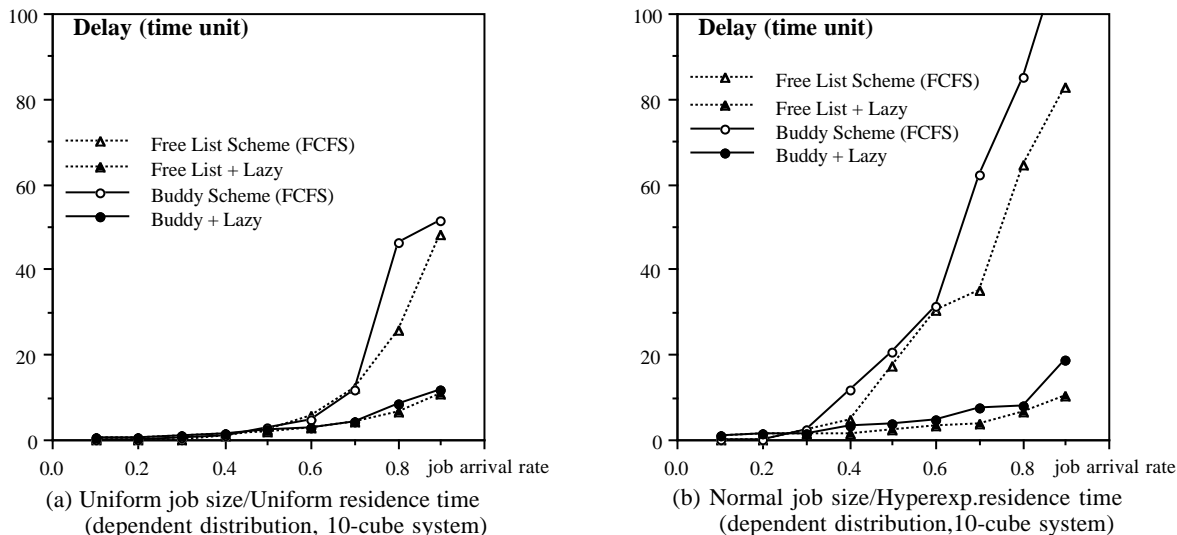 Delay (time unit)
100
80
60
40
20
0
Free List Scheme (FCFS)
Free List + Lazy
Buddy Scheme (FCFS)
Buddy + Lazy
0.0 0.2 0.4 0.6 0.8 job arrival rate
(a) Uniform job size/Uniform residence time
(dependent distribution, 10-cube system)
Delay (time unit)
100
80
60
40
20
0
Free List Scheme (FCFS)
Free List + Lazy
Buddy Scheme (FCFS)
Buddy + Lazy
0.0 0.2 0.4 0.6 0.8 job arrival rate
(b) Normal job size/Hyperexp.residence time
(dependent distribution,10-cube system)